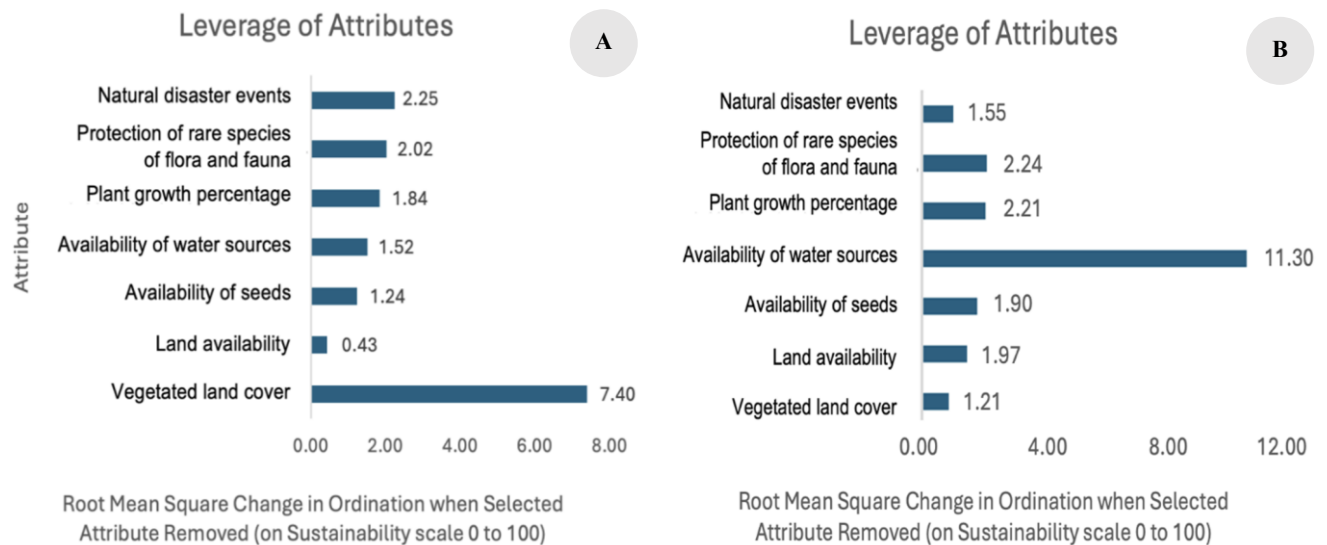 Leverage of Attributes
A
Attribute
Natural disaster events
2.25
Protection of rare species
of flora and fauna
2.02
Plant growth percentage
1.84
Availability of water sources
1.52
Availability of seeds
1.24
Land availability
0.43
Vegetated land cover
7.40
0.00 2.00 4.00 6.00 8.00
Root Mean Square Change in Ordination when Selected
Attribute Removed (on Sustainability scale 0 to 100)
Leverage of Attributes
B
Natural disaster events
1.55
Protection of rare species
of flora and fauna
2.24
Plant growth percentage
2.21
Availability of water sources
11.30
Availability of seeds
1.90
Land availability
1.97
Vegetated land cover
1.21
0.00 4.00 8.00 12.00
Root Mean Square Change in Ordination when Selected
Attribute Removed (on Sustainability scale 0 to 100)